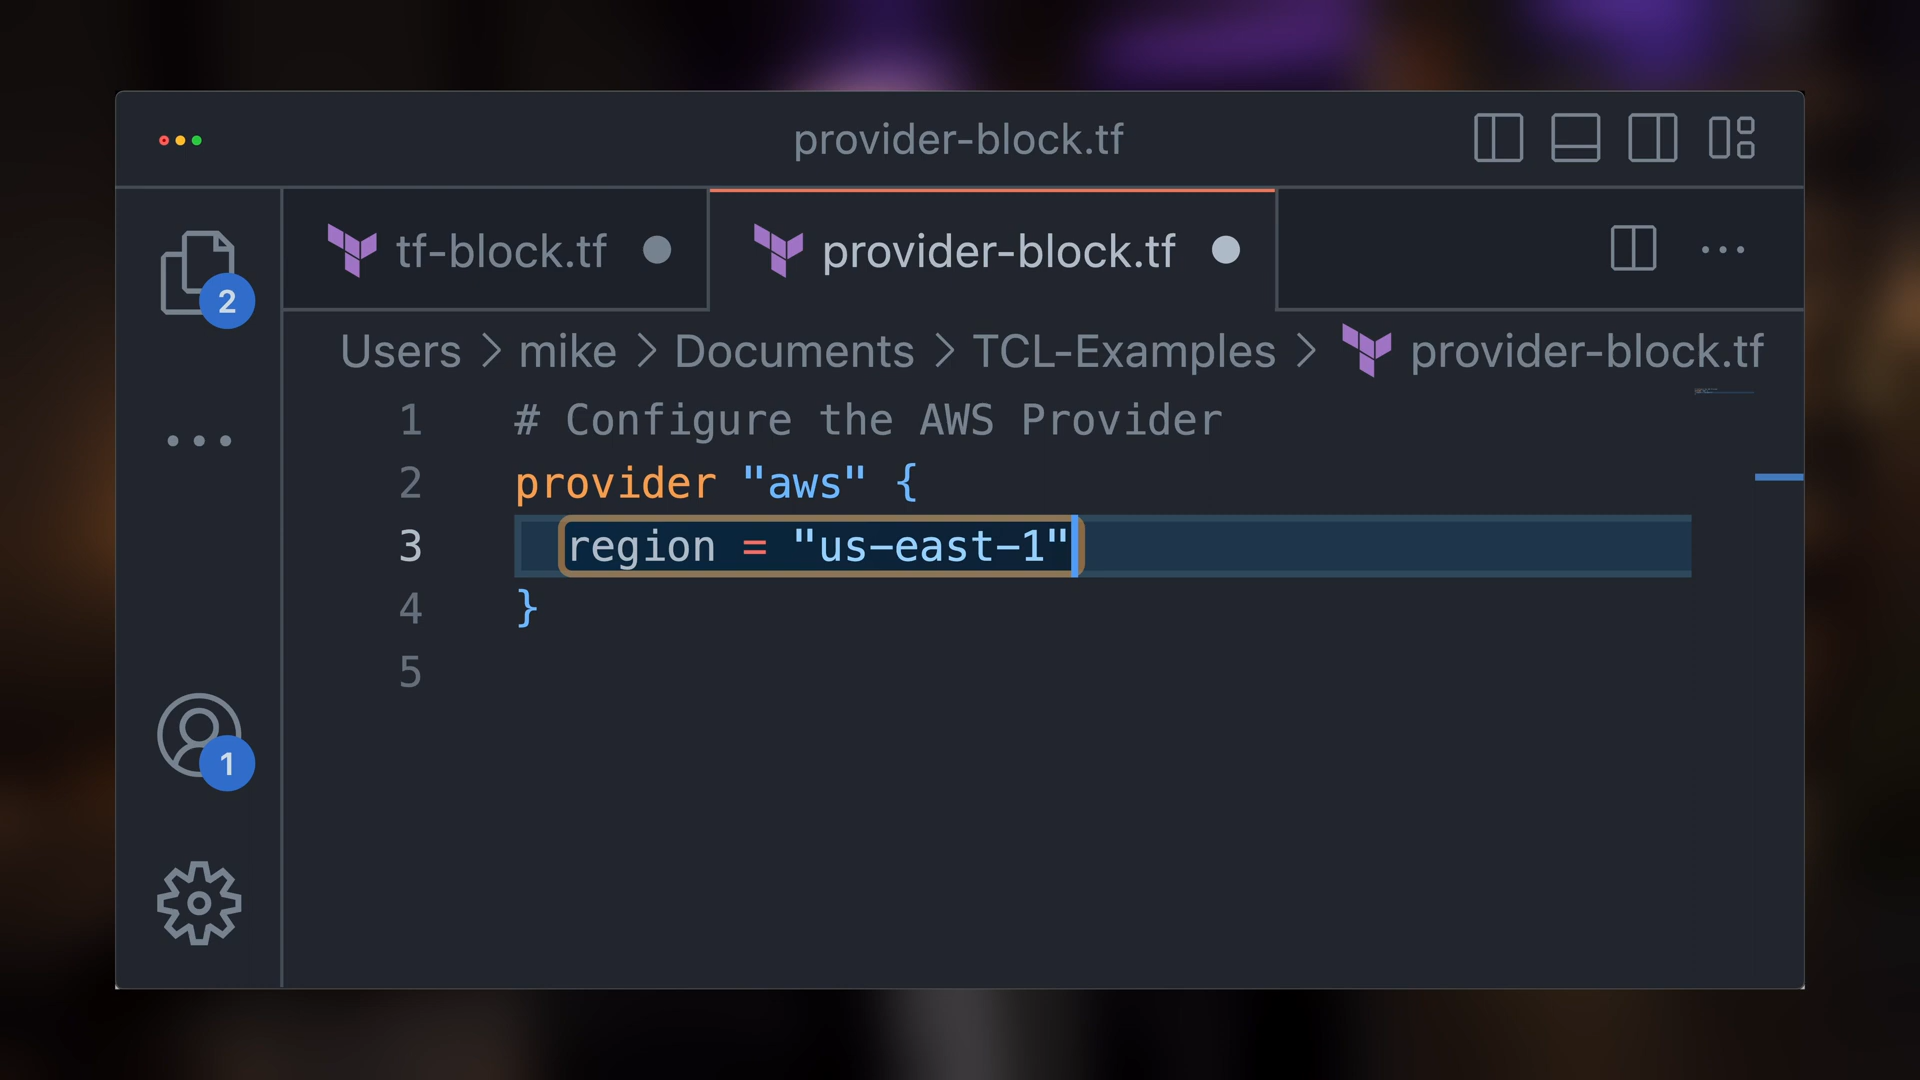 provider-block.tf
tf-block.tf
provider-block.tf
2
Users > mike > Documents > TCL-Examples > provider-block.tf
1 # Configure the AWS Provider
2 provider "aws" {
3 region = "us-east-1"
4 }
5
1